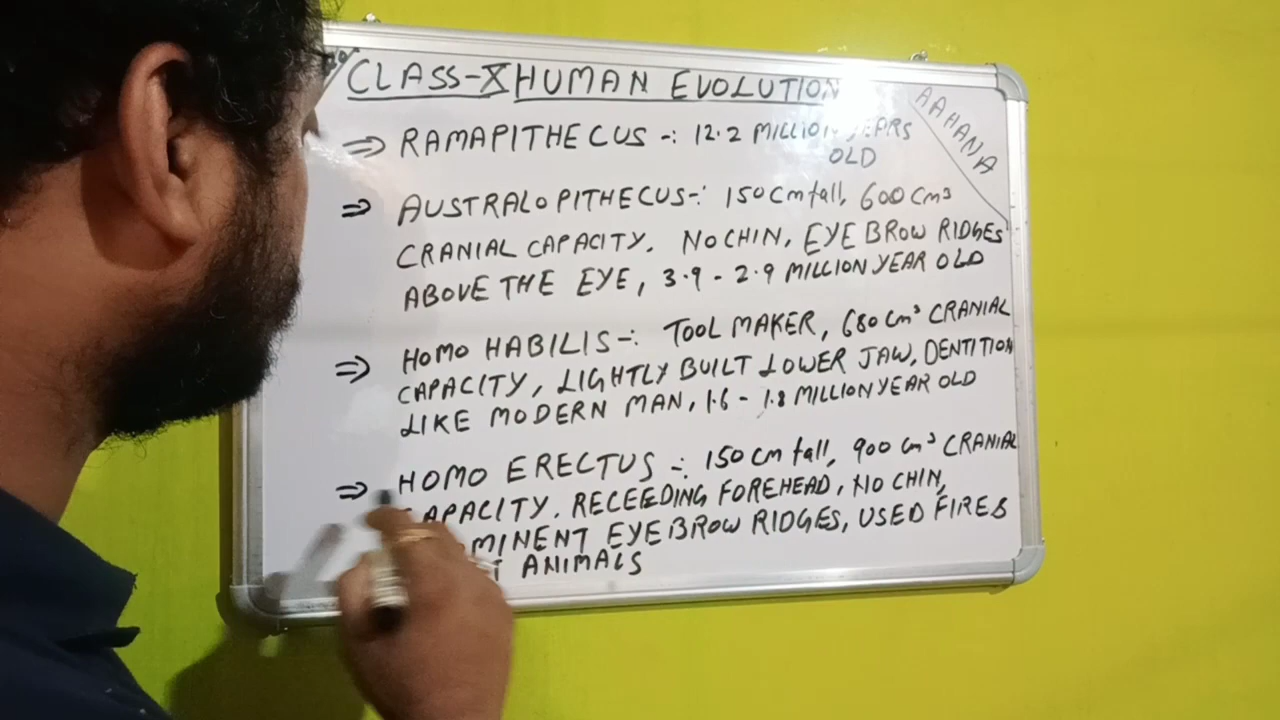 CLASS-X HUMAN EVOLUTION
AAHANA
⇒ RAMAPITHECUS -: 12.2 MILLION YEARS
OLD
⇒ AUSTRALOPITHECUS-: 150cm tall, 600 cm³
CRANIAL CAPACITY. NO CHIN, EYE BROW RIDGES
ABOVE THE EYE, 3.9 - 2.9 MILLION YEAR OLD
⇒ HOMO HABILIS -: TOOL MAKER, 680 cm³ CRANIAL
CAPACITY, LIGHTLY BUILT LOWER JAW, DENTITION
LIKE MODERN MAN, 1.6 - 1.8 MILLION YEAR OLD
⇒ HOMO ERECTUS -: 150 cm tall, 900 cm³ CRANIAL
CAPACITY. RECEEDING FOREHEAD, NO CHIN,
MINENT EYE BROW RIDGES, USED FIRES
ANIMALS